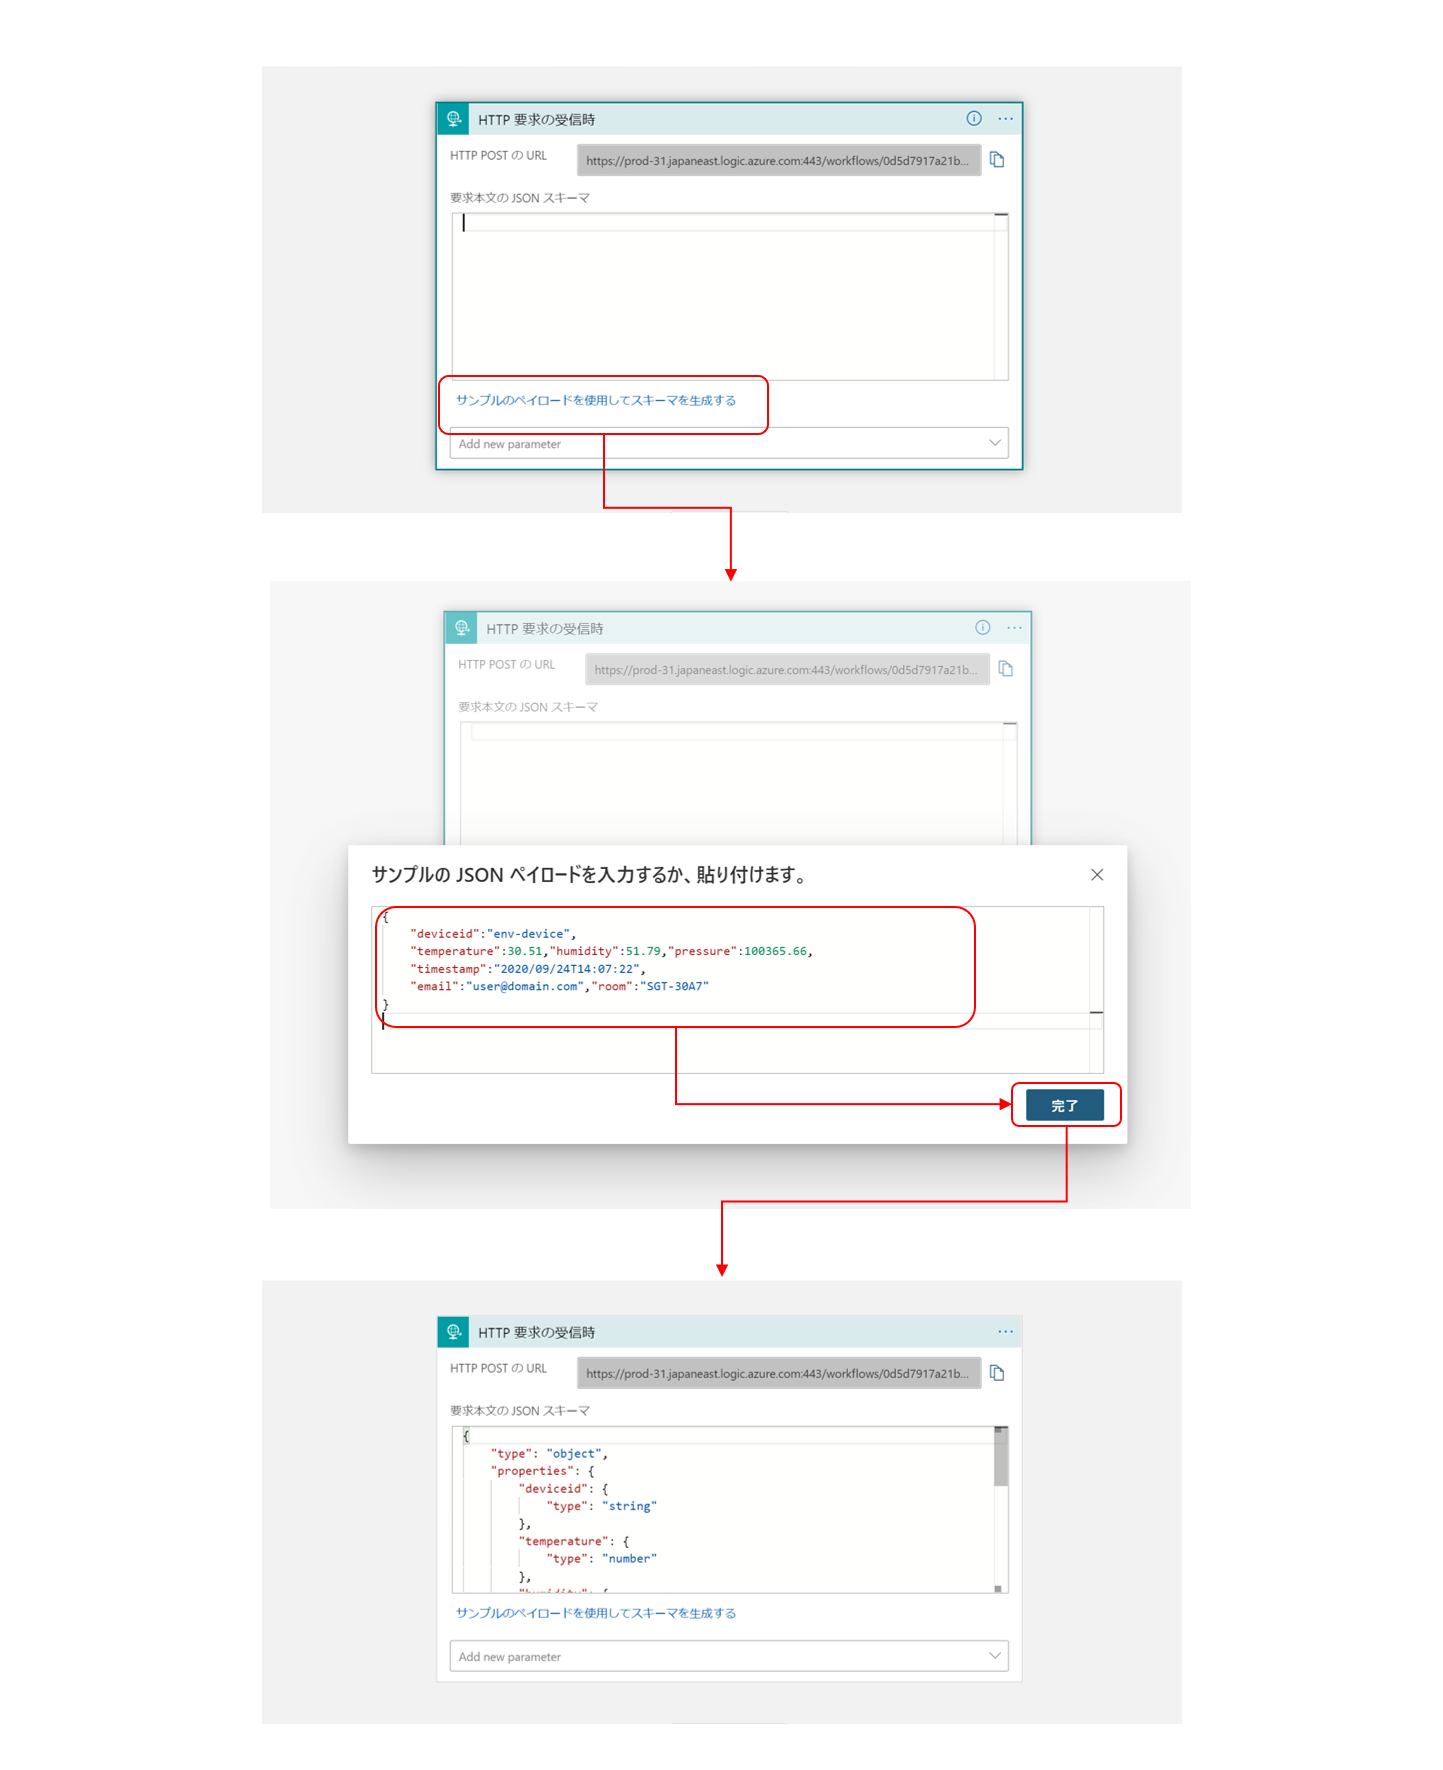 HTTP 要求の受信時
HTTP POST の URL
https://prod-31.japaneast.logic.azure.com:443/workflows/0d5d7917a21b...
要求本文の JSON スキーマ
サンプルのペイロードを使用してスキーマを生成する
Add new parameter
HTTP 要求の受信時
HTTP POST の URL
https://prod-31.japaneast.logic.azure.com:443/workflows/0d5d7917a21b...
要求本文の JSON スキーマ
サンプルの JSON ペイロードを入力するか、貼り付けます。
{
"deviceid":"env-device",
"temperature":30.51,"humidity":51.79,"pressure":100365.66,
"timestamp":"2020/09/24T14:07:22",
"email":"user@domain.com","room":"SGT-30A7"
}
完了
HTTP 要求の受信時
HTTP POST の URL
https://prod-31.japaneast.logic.azure.com:443/workflows/0d5d7917a21b...
要求本文の JSON スキーマ
{
"type": "object",
"properties": {
"deviceid": {
"type": "string"
},
"temperature": {
"type": "number"
},
"humidity": {
サンプルのペイロードを使用してスキーマを生成する
Add new parameter